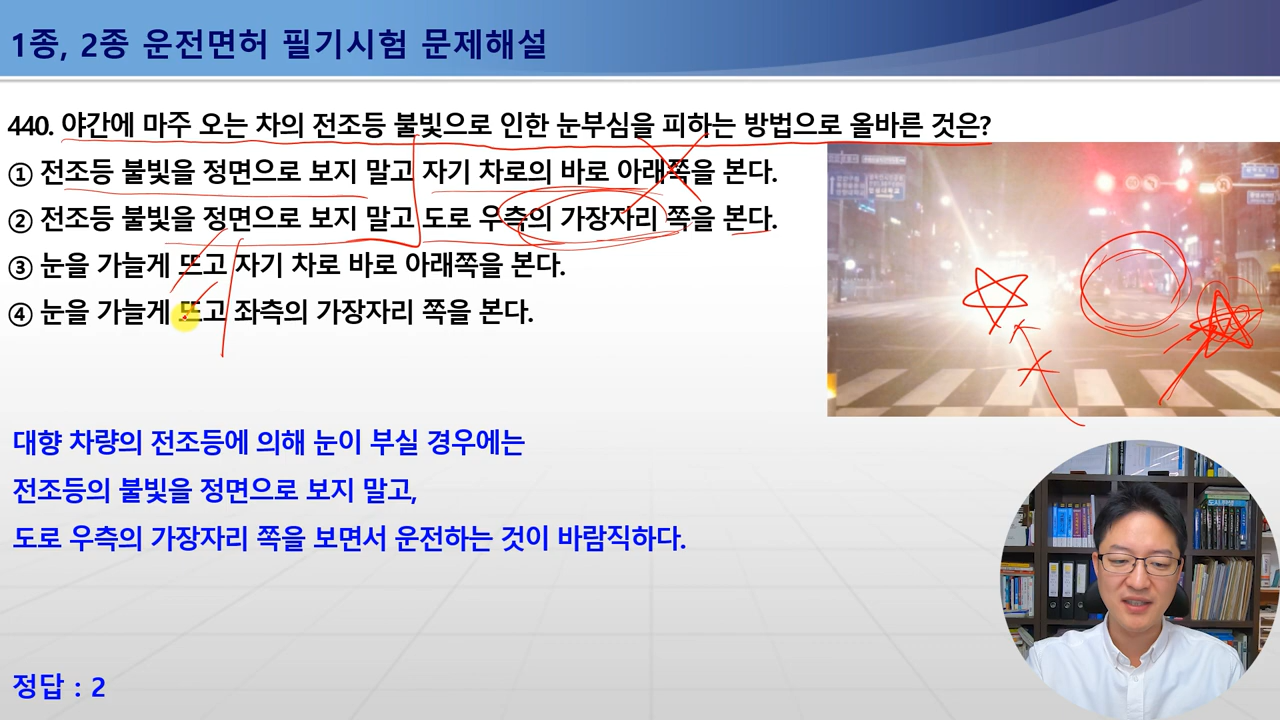 1종, 2종 운전면허 필기시험 문제해설
440. 야간에 마주 오는 차의 전조등 불빛으로 인한 눈부심을 피하는 방법으로 올바른 것은?
① 전조등 불빛을 정면으로 보지 말고 자기 차로의 바로 아래쪽을 본다.
② 전조등 불빛을 정면으로 보지 말고 도로 우측의 가장자리 쪽을 본다.
③ 눈을 가늘게 뜨고 자기 차로 바로 아래쪽을 본다.
④ 눈을 가늘게 뜨고 좌측의 가장자리 쪽을 본다.
대향 차량의 전조등에 의해 눈이 부실 경우에는
전조등의 불빛을 정면으로 보지 말고,
도로 우측의 가장자리 쪽을 보면서 운전하는 것이 바람직하다.
정답 : 2